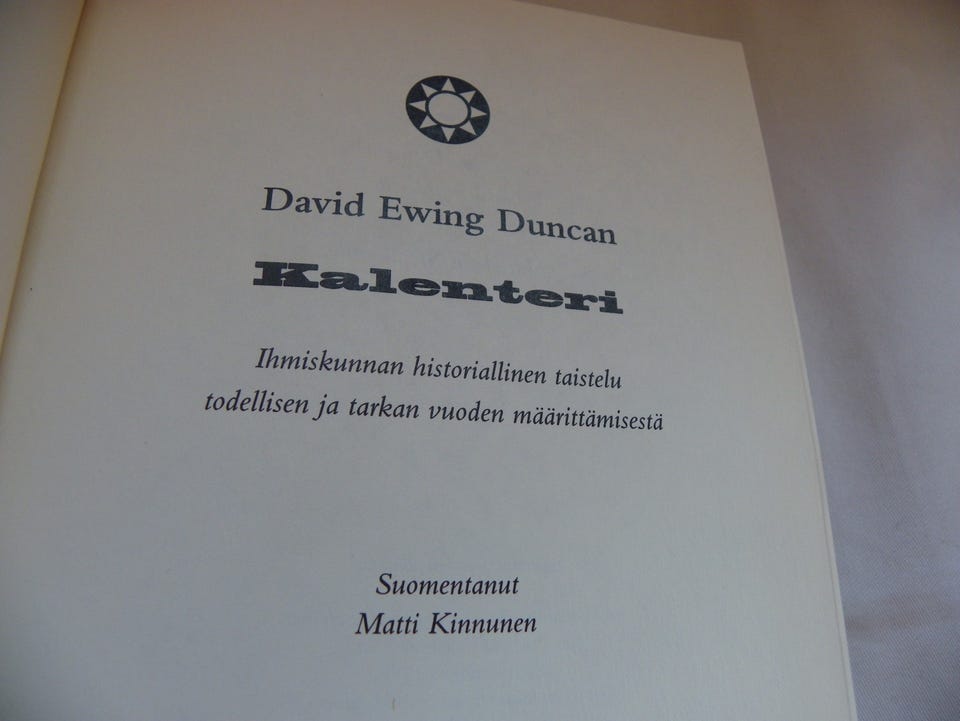 David Ewing Duncan
Kalenteri
Ihmiskunnan historiallinen taistelu
todellisen ja tarkan vuoden määrittämisestä
Suomentanut
Matti Kinnunen